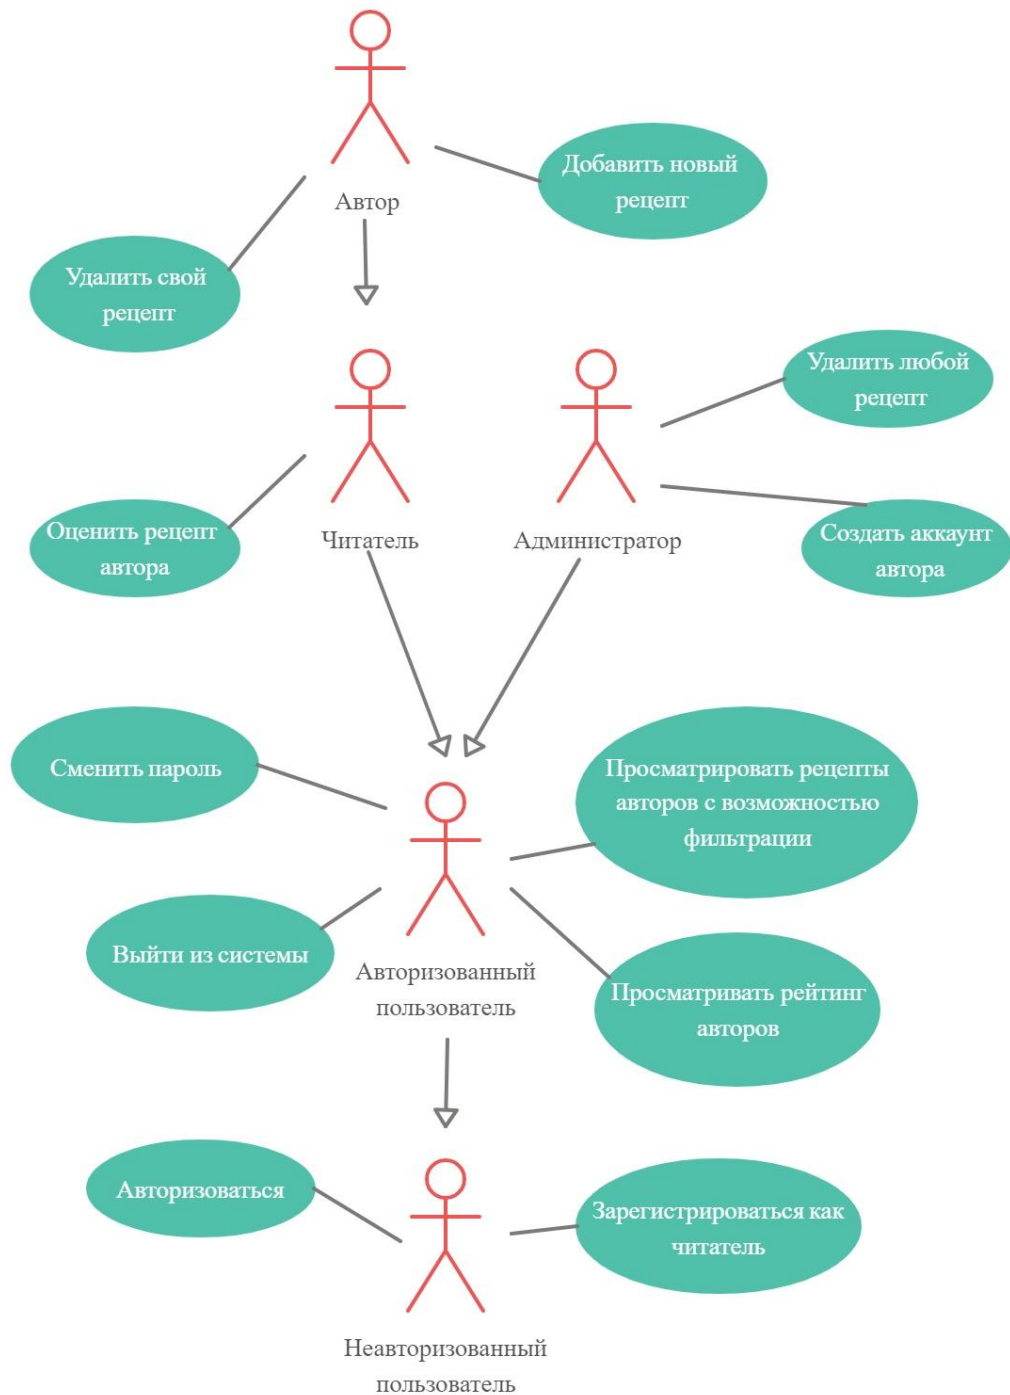 Добавить новый
рецепт
Автор
Удалить свой
рецепт
Удалить любой
рецепт
Оценить рецепт
автора
Читатель
Администратор
Создать аккаунт
автора
Сменить пароль
Просматрировать рецепты
авторов с возможностью
фильтрации
Выйти из системы
Авторизованный
пользователь
Просматривать рейтинг
авторов
Авторизоваться
Зарегистрироваться как
читатель
Неавторизованный
пользователь